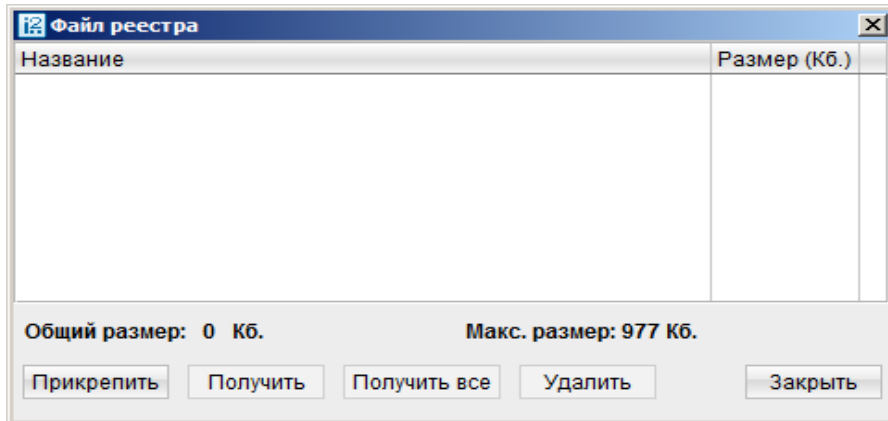 i2 Файл реестра
Название Размер (Кб.)
Общий размер: 0 Кб. Макс. размер: 977 Кб.
Прикрепить Получить Получить все Удалить Закрыть